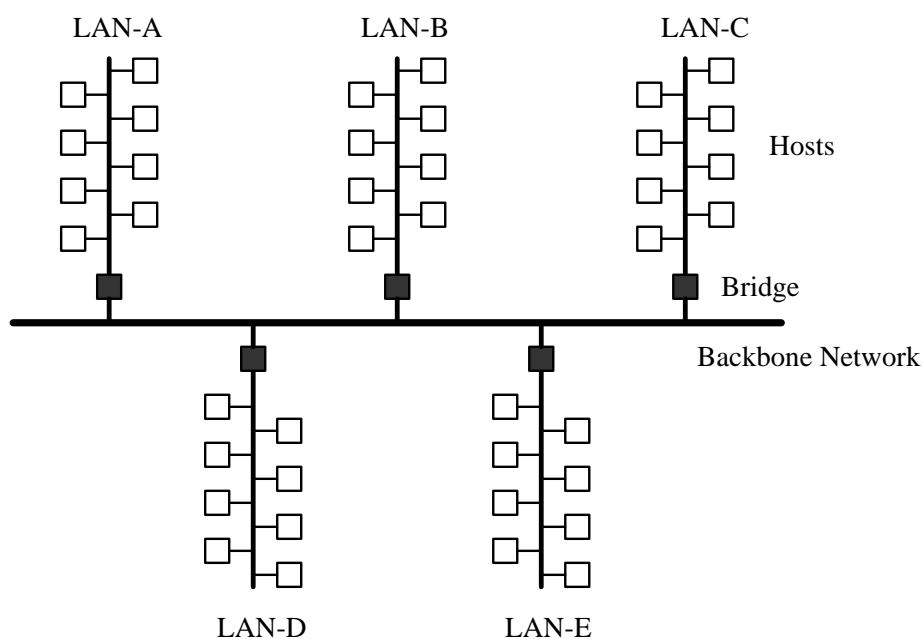 LAN-A
LAN-B
LAN-C
Hosts
Bridge
Backbone Network
LAN-D
LAN-E